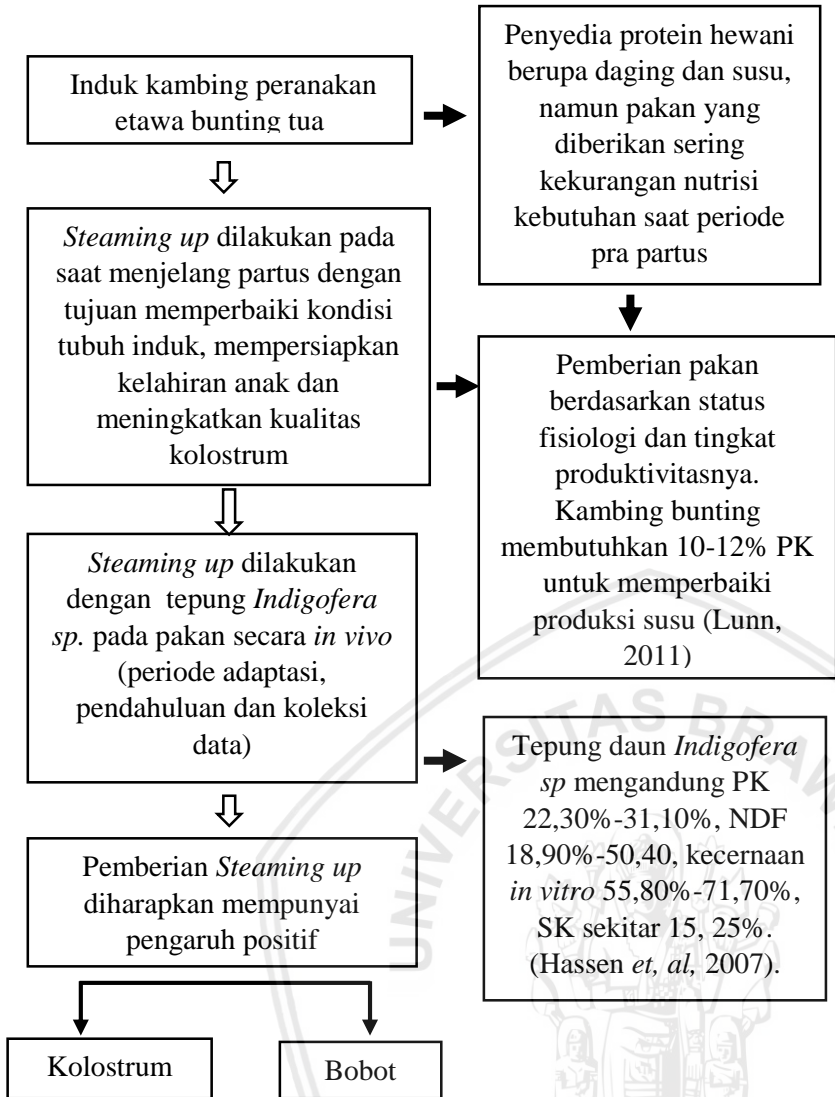 Induk kambing peranakan
etawa bunting tua
Penyedia protein hewani
berupa daging dan susu,
namun pakan yang
diberikan sering
kekurangan nutrisi
kebutuhan saat periode
pra partus
Steaming up dilakukan pada
saat menjelang partus dengan
tujuan memperbaiki kondisi
tubuh induk, mempersiapkan
kelahiran anak dan
meningkatkan kualitas
kolostrum
Pemberian pakan
berdasarkan status
fisiologi dan tingkat
produktivitasnya.
Kambing bunting
membutuhkan 10-12% PK
untuk memperbaiki
produksi susu (Lunn,
2011)
Steaming up dilakukan
dengan tepung Indigofera
sp. pada pakan secara in vivo
(periode adaptasi,
pendahuluan dan koleksi
data)
Tepung daun Indigofera
sp mengandung PK
22,30%-31,10%, NDF
18,90%-50,40, kecernaan
in vitro 55,80%-71,70%,
SK sekitar 15, 25%.
(Hassen et, al, 2007).
Pemberian Steaming up
diharapkan mempunyai
pengaruh positif
Kolostrum
Bobot